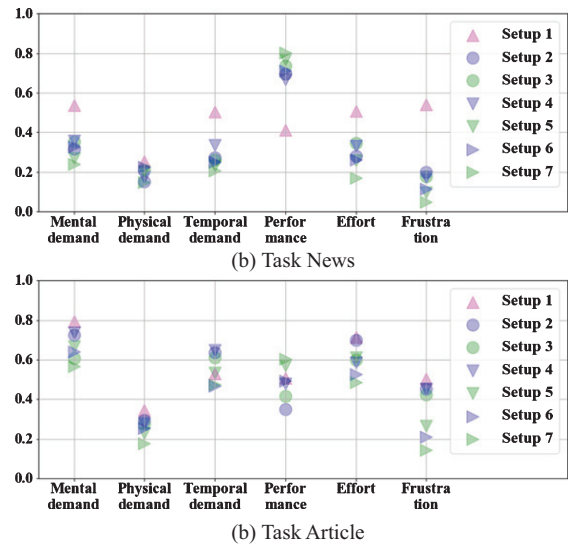 1.0
0.8
0.6
0.4
0.2
0.0
Mental
demand
Physical
demand
Temporal
demand
Perfor
mance
Effort
Frustra
tion
Setup 1
Setup 2
Setup 3
Setup 4
Setup 5
Setup 6
Setup 7
(b) Task News
1.0
0.8
0.6
0.4
0.2
0.0
Mental
demand
Physical
demand
Temporal
demand
Perfor
mance
Effort
Frustra
tion
Setup 1
Setup 2
Setup 3
Setup 4
Setup 5
Setup 6
Setup 7
(b) Task Article